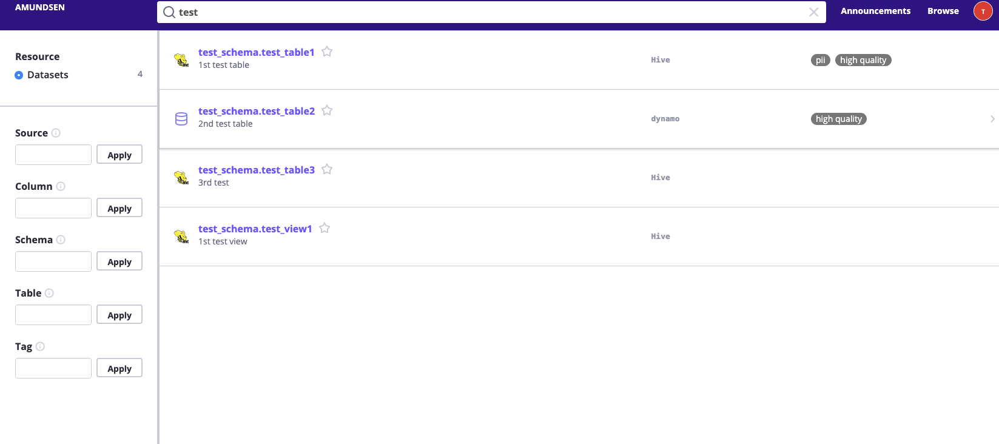 AMUNDSEN
test
Announcements
Browse
T
Resource
Datasets 4
Source
Apply
Column
Apply
Schema
Apply
Table
Apply
Tag
Apply
test_schema.test_table1
1st test table
Hive
pii
high quality
test_schema.test_table2
2nd test table
dynamo
high quality
test_schema.test_table3
3rd test
Hive
test_schema.test_view1
1st test view
Hive